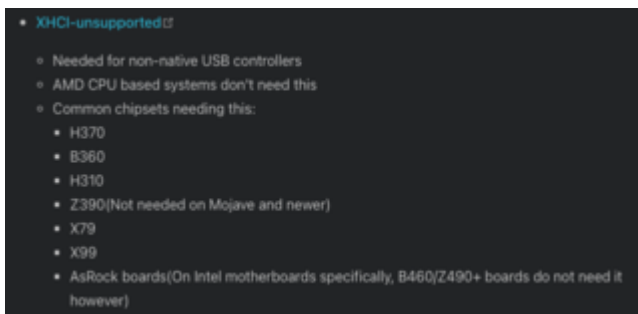 XHCI-unsupported
Needed for non-native USB controllers
AMD CPU based systems don't need this
Common chipsets needing this:
H370
B360
H310
Z390(Not needed on Mojave and newer)
X79
X99
AsRock boards(On Intel motherboards specifically, B460/Z490+ boards do not need it
however)